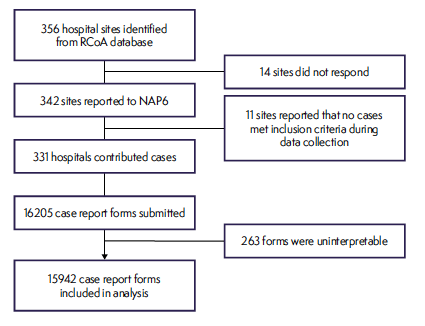 356 hospital sites identified
from RCoA database
14 sites did not respond
342 sites reported to NAP6
11 sites reported that no cases
met inclusion criteria during
data collection
331 hospitals contributed cases
16205 case report forms submitted
263 forms were uninterpretable
15942 case report forms
included in analysis